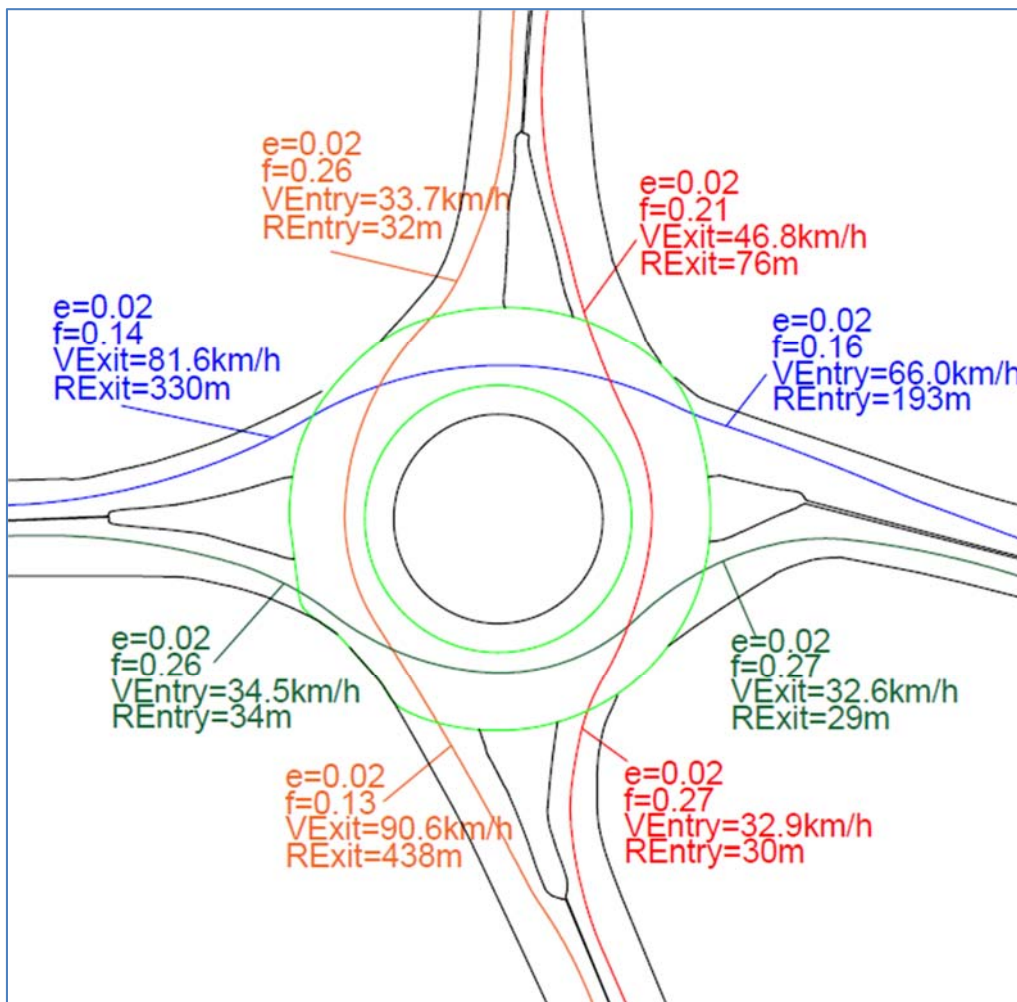 e=0.02
f=0.26
VEntry=33.7km/h
REntry=32m
e=0.02
f=0.21
VExit=46.8km/h
RExit=76m
e=0.02
f=0.14
VExit=81.6km/h
RExit=330m
e=0.02
f=0.16
VEntry=66.0km/h
REntry=193m
e=0.02
f=0.26
VEntry=34.5km/h
REntry=34m
e=0.02
f=0.27
VExit=32.6km/h
RExit=29m
e=0.02
f=0.13
VExit=90.6km/h
RExit=438m
e=0.02
f=0.27
VEntry=32.9km/h
REntry=30m